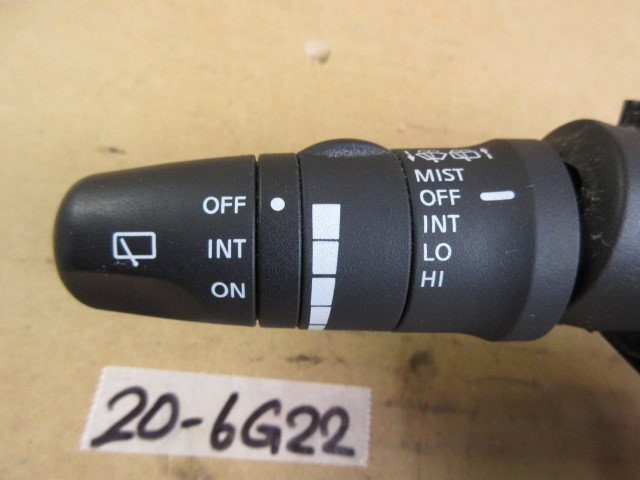 OFF
INT
ON
MIST
OFF
INT
LO
HI
20-6G22